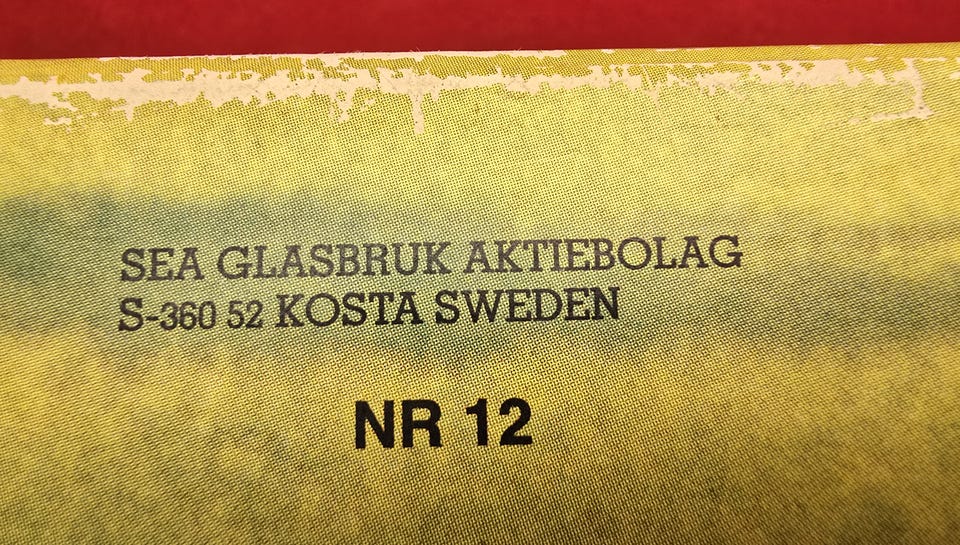 SEA GLASBRUK AKTIEBOLAG
S-360 52 KOSTA SWEDEN
NR 12